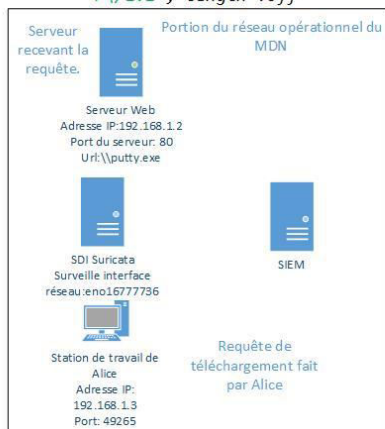 Serveur
recevant la
requête.
Portion du réseau opérationnel du
MDN
Serveur Web
Adresse IP:192.168.1.2
Port du serveur: 80
Url:\\putty.exe
SDI Suricata
Surveille interface
réseau:eno16777736
SIEM
Station de travail de
Alice
Adresse IP:
192.168.1.3
Port: 49265
Requête de
téléchargement fait
par Alice